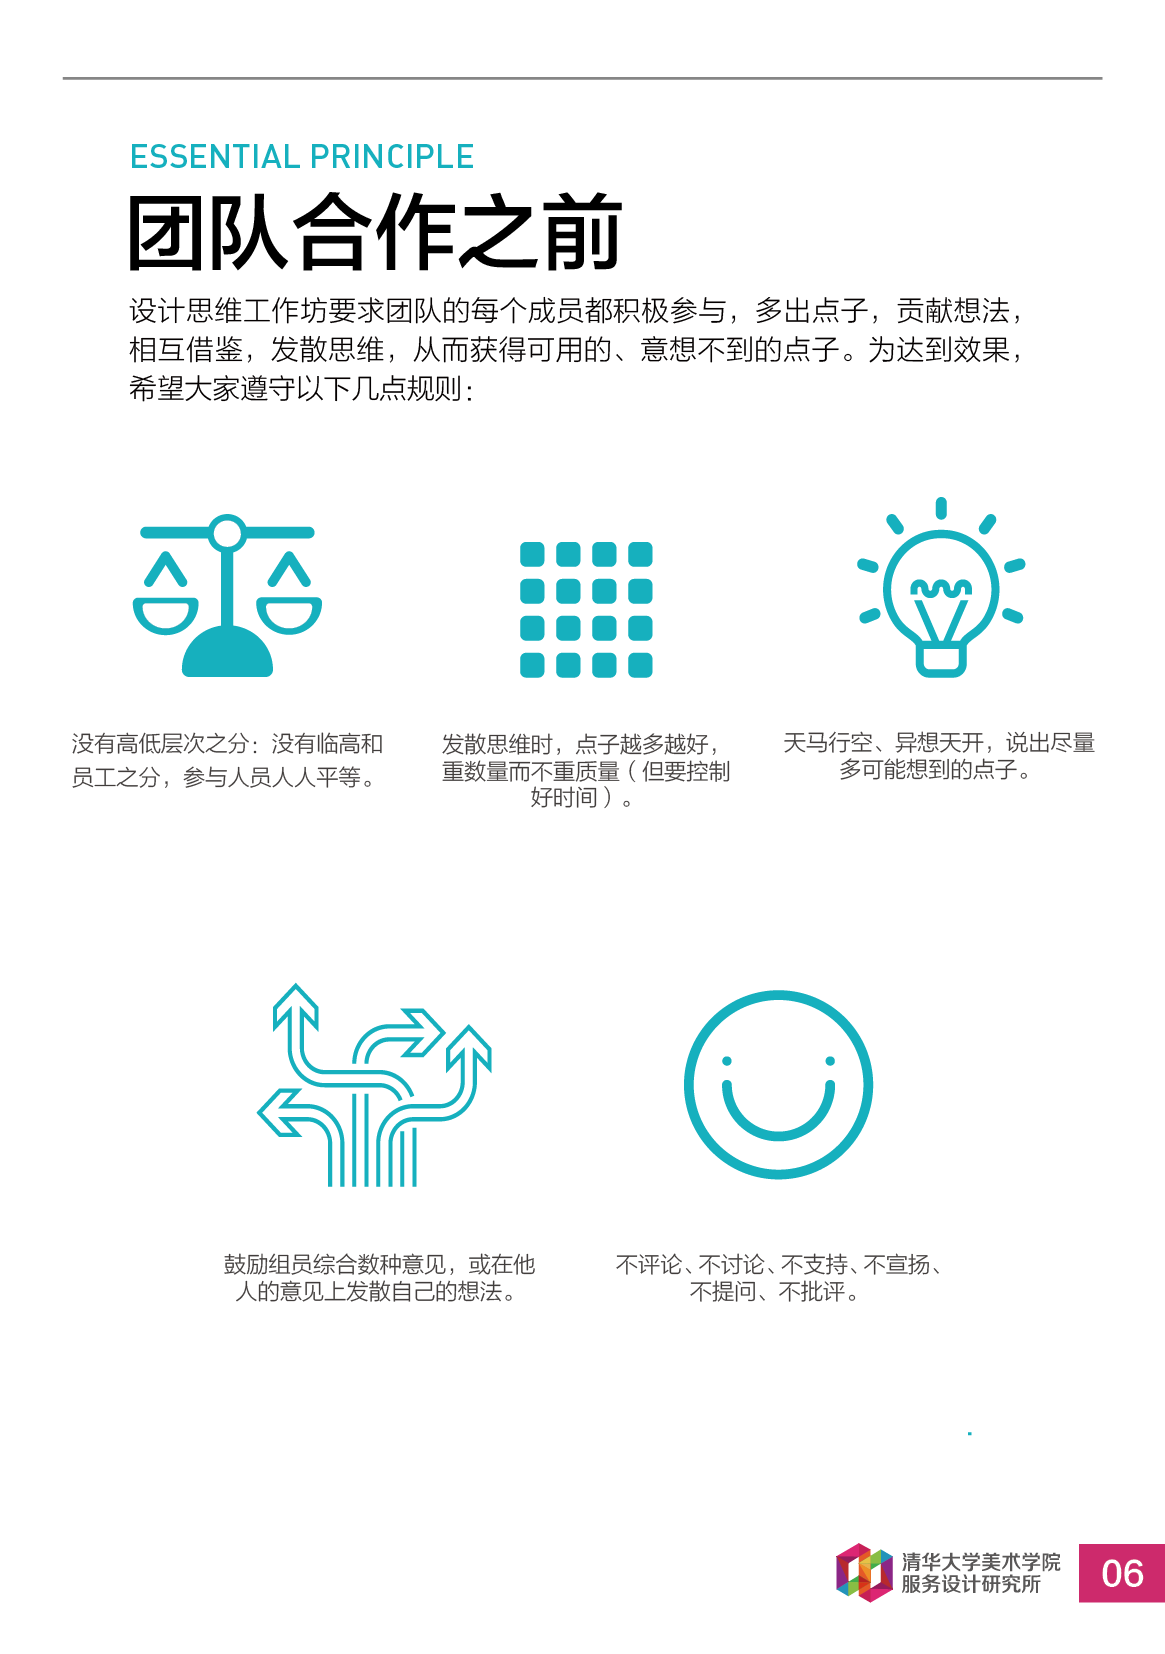 ESSENTIAL PRINCIPLE
团队合作之前
设计思维工作坊要求团队的每个成员都积极参与，多出点子，贡献想法，
相互借鉴，发散思维，从而获得可用的、意想不到的点子。为达到效果，
希望大家遵守以下几点规则：
没有高低层次之分：没有临高和
员工之分，参与人员人人平等。
发散思维时，点子越多越好，
重数量而不重质量（但要控制
好时间）。
天马行空、异想天开，说出尽量
多可能想到的点子。
鼓励组员综合数种意见，或在他
人的意见上发散自己的想法。
不评论、不讨论、不支持、不宣扬、
不提问、不批评。
清华大学美术学院
服务设计研究所
06